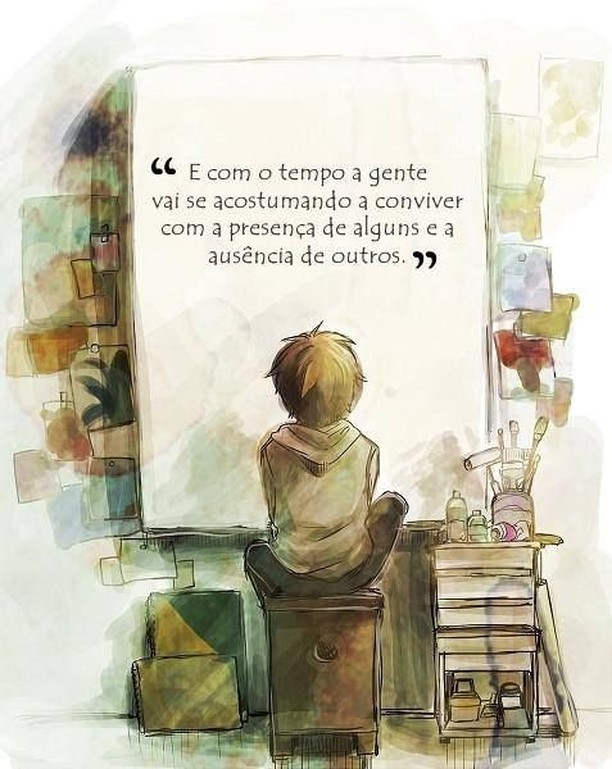 “ E com o tempo a gente
vai se acostumando a conviver
com a presença de alguns e a
ausência de outros. ”